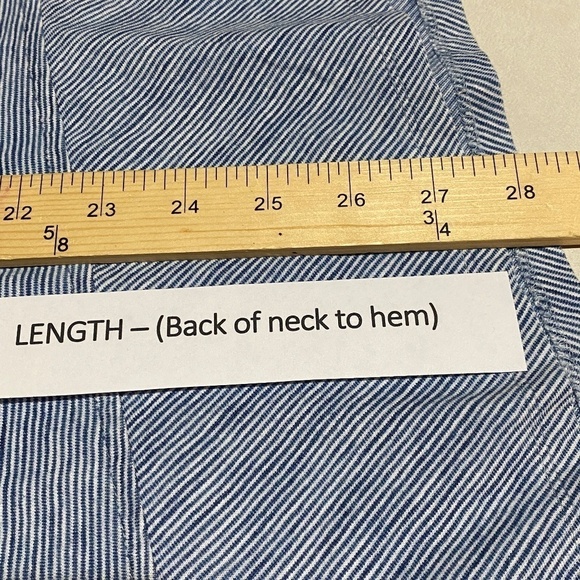 22 23 24 25 26 27 28
5/8 3/4
LENGTH – (Back of neck to hem)